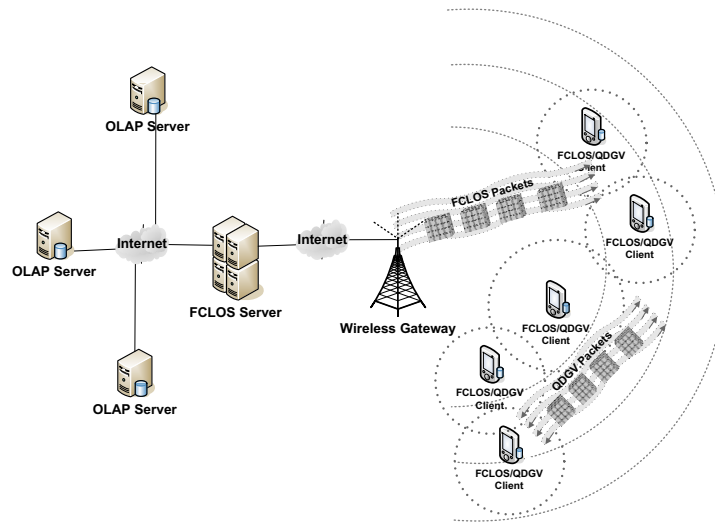 OLAP Server
OLAP Server
Internet
FCLOS Server
Internet
Wireless Gateway
OLAP Server
FCLOS Packets
FCLOS/QDGV
Client
FCLOS/QDGV
Client
FCLOS/QDGV
Client
QDGV Packets
FCLOS/QDGV
Client
FCLOS/QDGV
Client